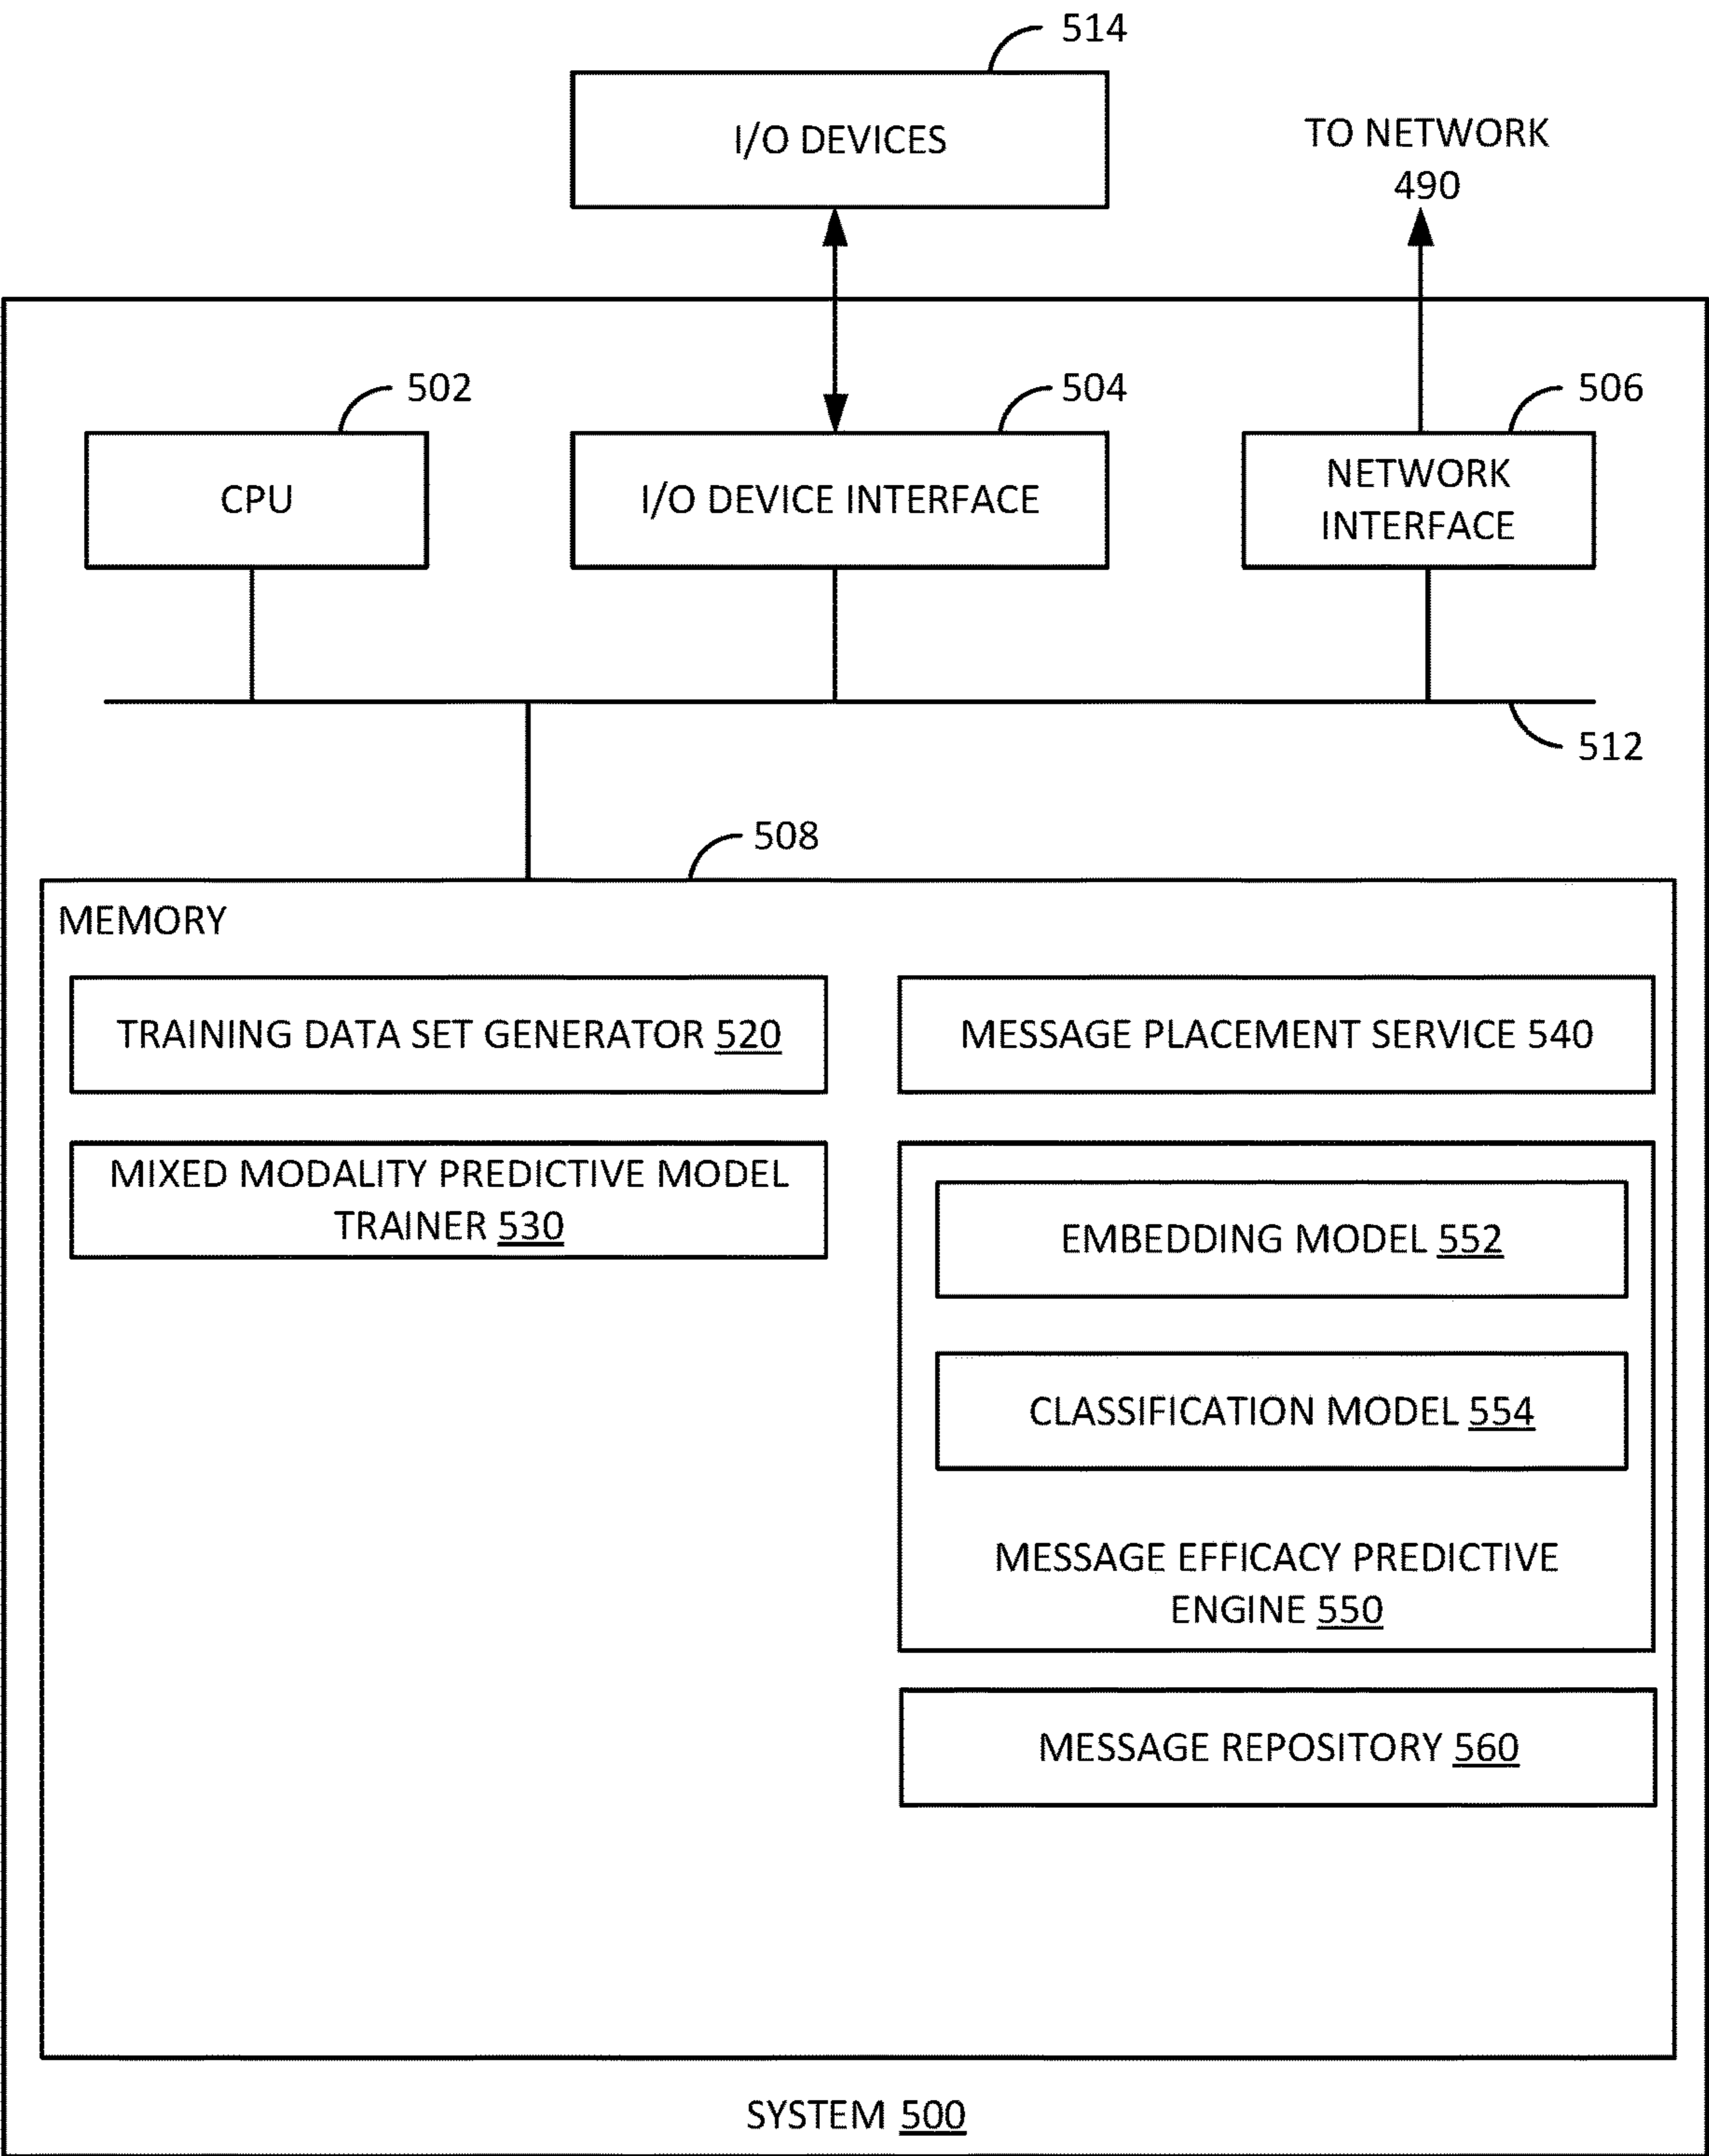 514
I/O DEVICES
TO NETWORK
490
502
504
506
CPU
I/O DEVICE INTERFACE
NETWORK
INTERFACE
512
508
MEMORY
TRAINING DATA SET GENERATOR 520
MESSAGE PLACEMENT SERVICE 540
MIXED MODALITY PREDICTIVE MODEL
TRAINER 530
EMBEDDING MODEL 552
CLASSIFICATION MODEL 554
MESSAGE EFFICACY PREDICTIVE
ENGINE 550
MESSAGE REPOSITORY 560
SYSTEM 500